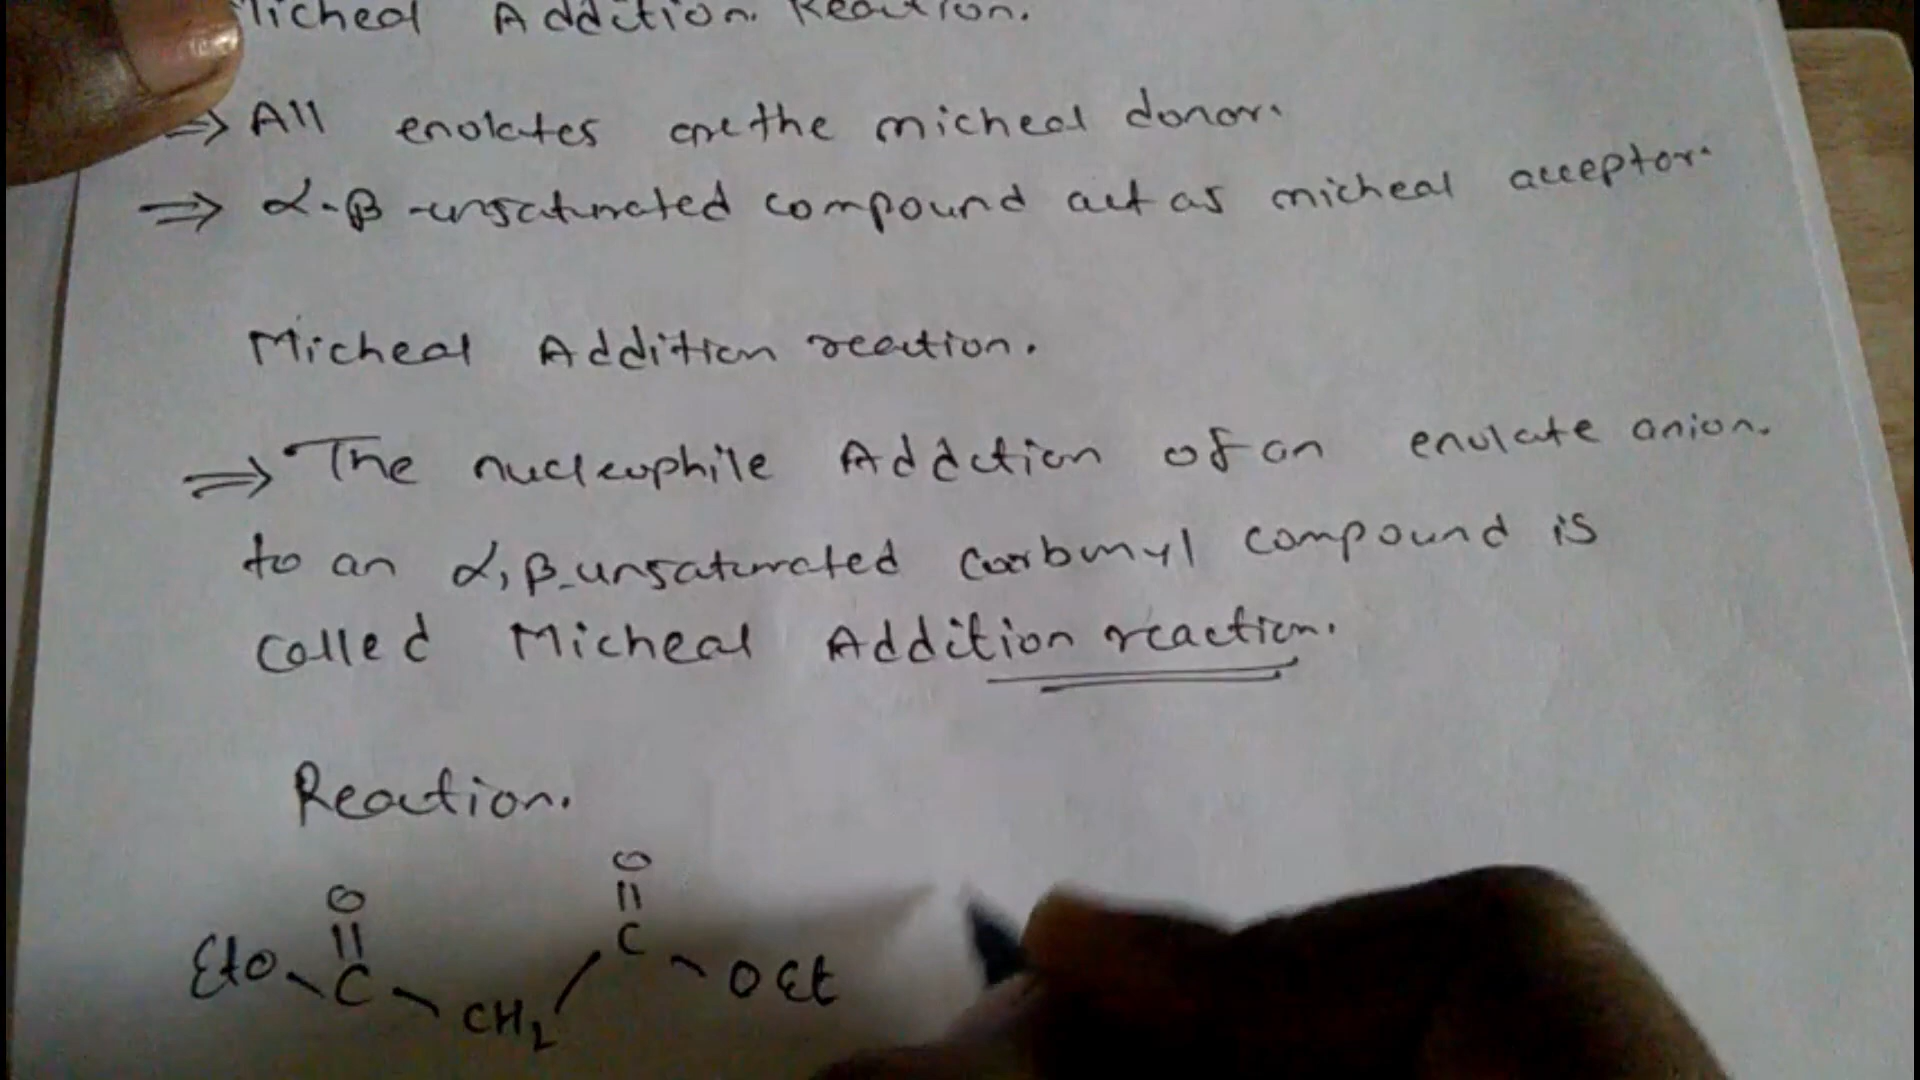 Micheal Addition Reaction.
⇒ All enolates are the micheal donor.
⇒ α-β-unsaturated compound act as micheal acceptor.
Micheal Addition reaction.
⇒ The nucleophile Addition of an enolate anion.
to an α,β-unsaturated carbonyl compound is
called Micheal Addition reaction.
Reaction.
O O
|| ||
EtO-C-CH2-C-OEt